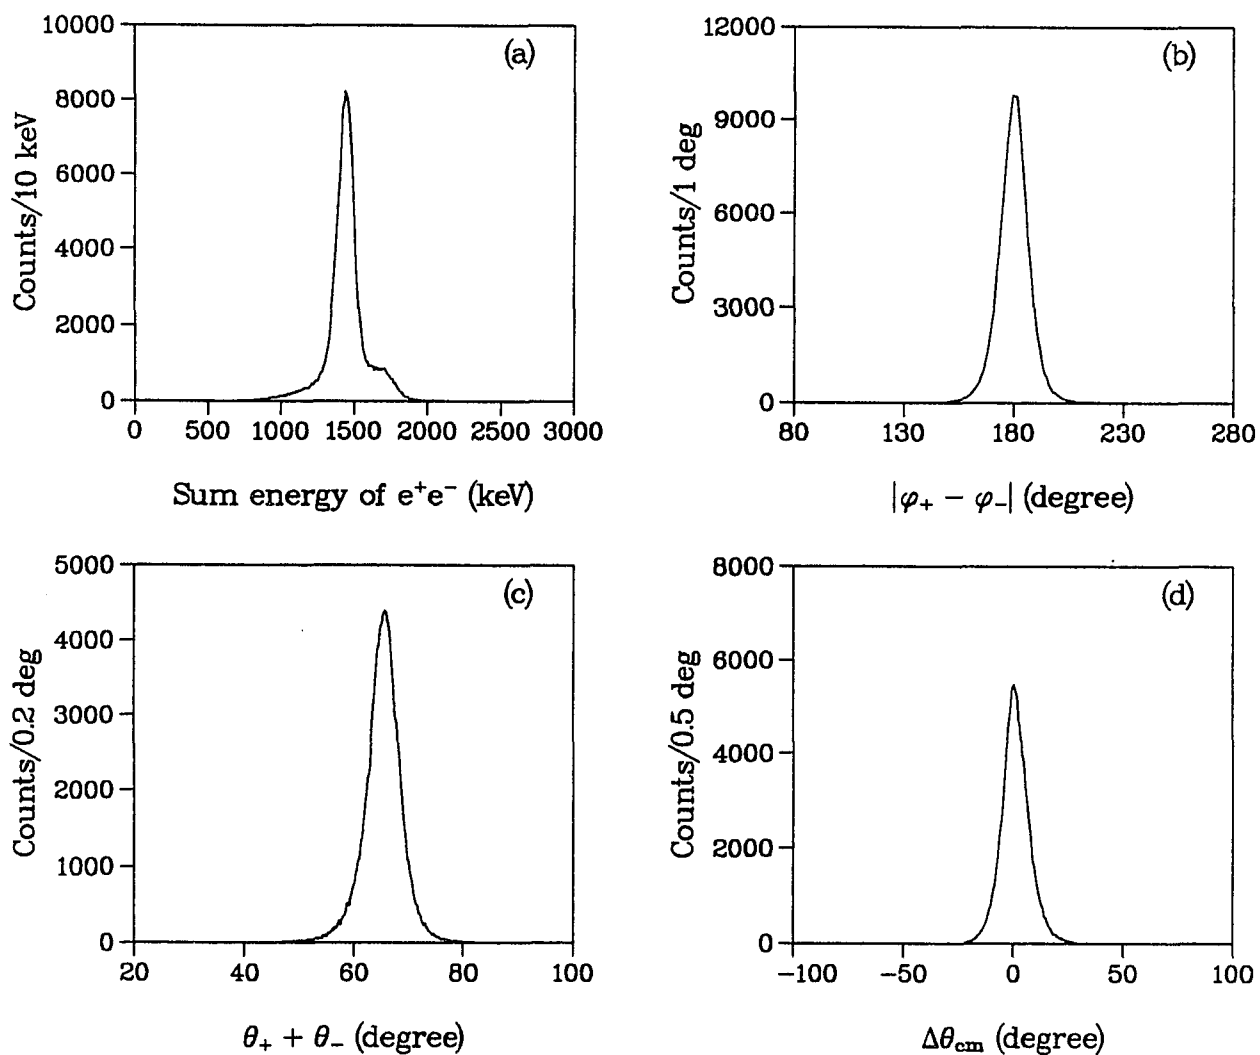 10000
8000
6000
4000
2000
0
Counts/10 keV
(a)
0 500 1000 1500 2000 2500 3000
Sum energy of e⁺e⁻ (keV)
12000
9000
6000
3000
0
Counts/1 deg
(b)
80 130 180 230 280
|φ₊ − φ₋| (degree)
5000
4000
3000
2000
1000
0
Counts/0.2 deg
(c)
20 40 60 80 100
θ₊ + θ₋ (degree)
8000
6000
4000
2000
0
Counts/0.5 deg
(d)
−100 −50 0 50 100
Δθcm (degree)